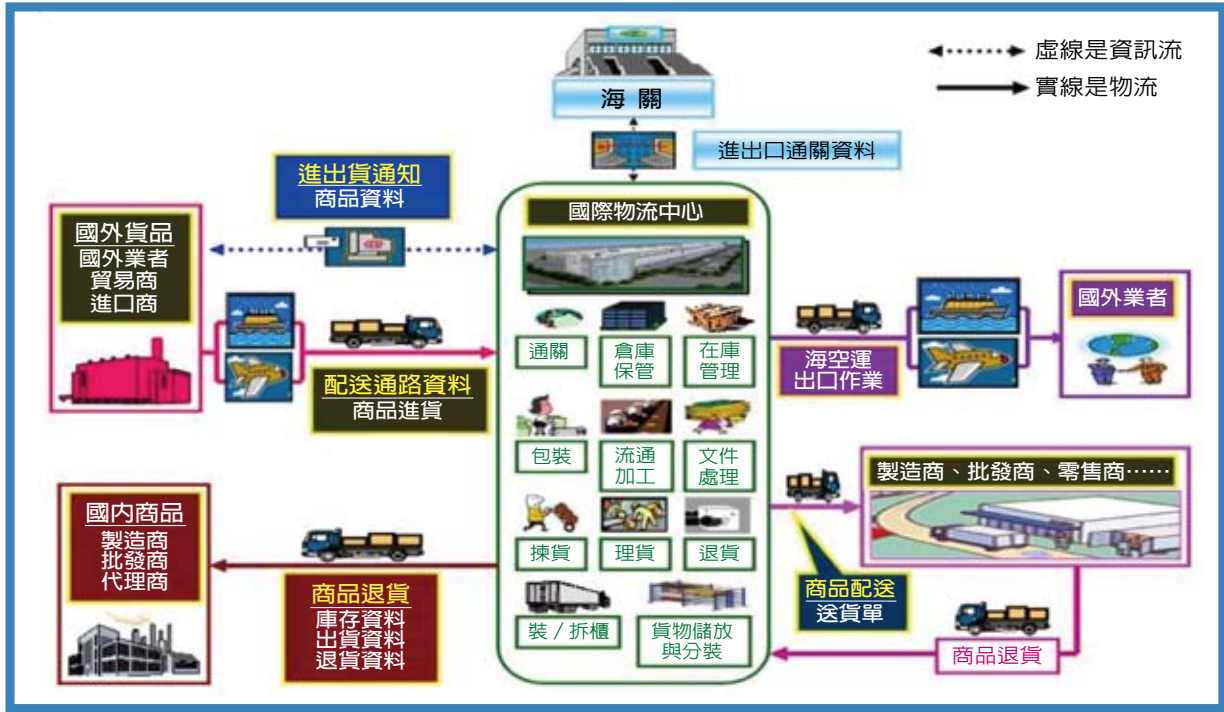 海 關
虛線是資訊流
實線是物流
進出口通關資料
進出貨通知
商品資料
國外貨品
國外業者
貿易商
進口商
配送通路資料
商品進貨
國際物流中心
通關
倉庫
保管
在庫
管理
包裝
流通
加工
文件
處理
揀貨
理貨
退貨
裝/拆櫃
貨物儲放
與分裝
海空運
出口作業
國外業者
製造商、批發商、零售商……
商品配送
送貨單
商品退貨
國內商品
製造商
批發商
代理商
商品退貨
庫存資料
出貨資料
退貨資料